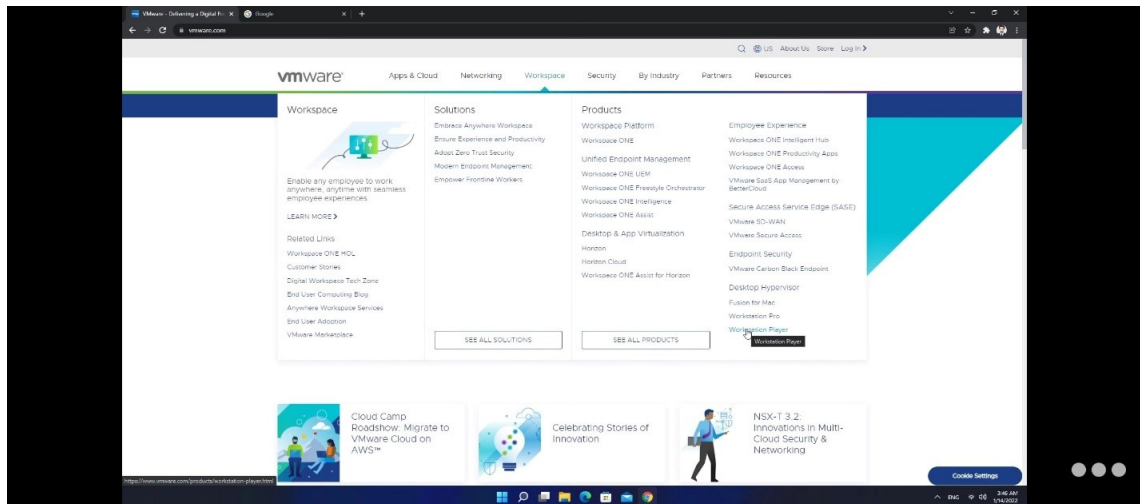 VMware - Delivering a Digital Fo
Google
vmware.com
US About Us Store Log In
vmware
Apps & Cloud Networking Workspace Security By Industry Partners Resources
Workspace
Enable any employee to work
anywhere, anytime with seamless
employee experiences.
LEARN MORE
Related Links
Workspace ONE HOL
Customer Stories
Digital Workspace Tech Zone
End User Computing Blog
Anywhere Workspace Services
End User Adoption
VMware Marketplace
Solutions
Embrace Anywhere Workspace
Ensure Experience and Productivity
Adopt Zero Trust Security
Modern Endpoint Management
Empower Frontline Workers
SEE ALL SOLUTIONS
Products
Workspace Platform
Workspace ONE
Unified Endpoint Management
Workspace ONE UEM
Workspace ONE Freestyle Orchestrator
Workspace ONE Intelligence
Workspace ONE Assist
Desktop & App Virtualization
Horizon
Horizon Cloud
Workspace ONE Assist for Horizon
SEE ALL PRODUCTS
Employee Experience
Workspace ONE Intelligent Hub
Workspace ONE Productivity Apps
Workspace ONE Access
VMware SaaS App Management by
BetterCloud
Secure Access Service Edge (SASE)
VMware SD-WAN
VMware Secure Access
Endpoint Security
VMware Carbon Black Endpoint
Desktop Hypervisor
Fusion for Mac
Workstation Pro
Workstation Player
Workstation Player
Cloud Camp
Roadshow: Migrate to
VMware Cloud on
AWS™
Celebrating Stories of
Innovation
NSX-T 3.2:
Innovations in Multi-
Cloud Security &
Networking
Cookie Settings
https://www.vmware.com/products/workstation-player.html
ENG
3:46 AM
1/14/2022